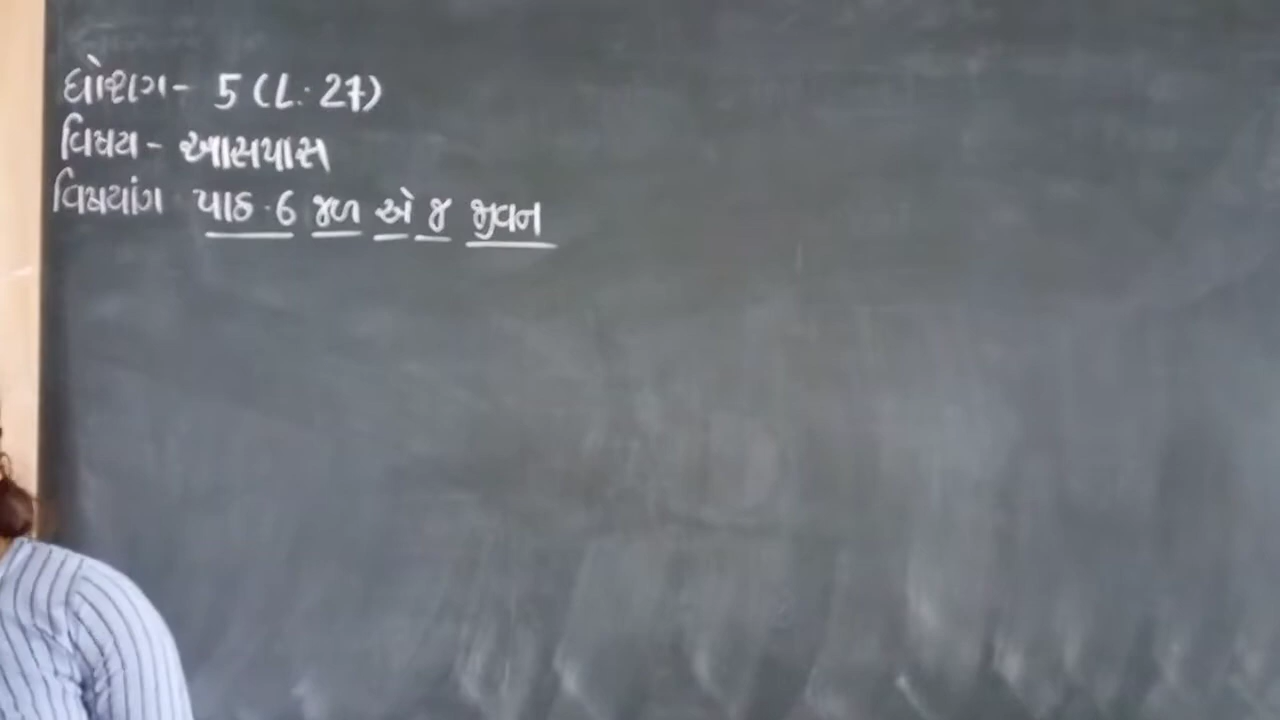 ધોરણ- 5 (L. 27)
વિષય - આસપાસ
વિષયાંગ પાઠ - 6 જળ એ જ જીવન